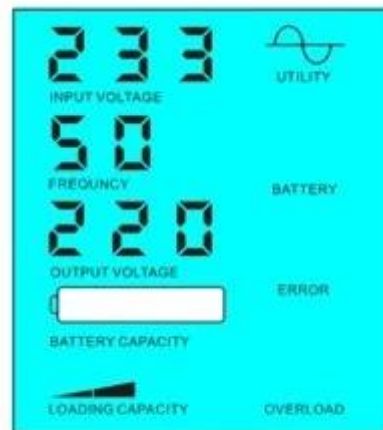 233
INPUT VOLTAGE
UTILITY
50
FREQUNCY
BATTERY
220
OUTPUT VOLTAGE
ERROR
BATTERY CAPACITY
LOADING CAPACITY
OVERLOAD